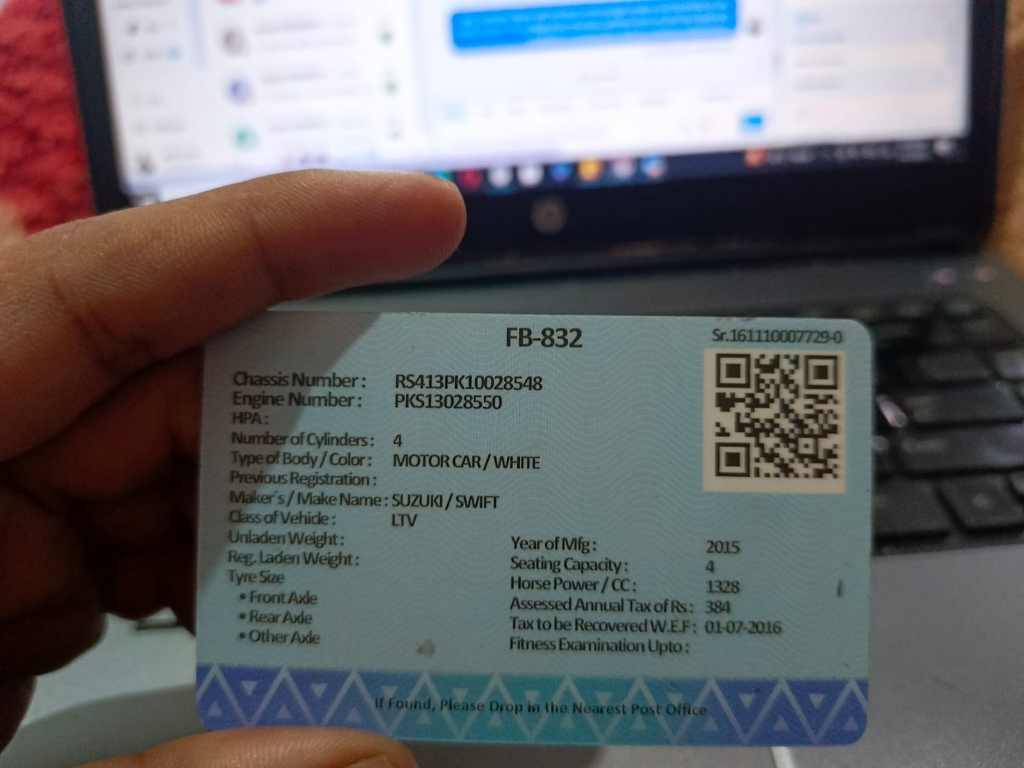 FB-832
Sr.161110007729-0
Chassis Number : RS413PK10028548
Engine Number : PKS13028550
HPA :
Number of Cylinders : 4
Type of Body / Color : MOTOR CAR / WHITE
Previous Registration :
Maker's / Make Name : SUZUKI / SWIFT
Class of Vehicle : LTV
Unladen Weight :
Reg. Laden Weight :
Tyre Size
• Front Axle
• Rear Axle
• Other Axle
Year of Mfg : 2015
Seating Capacity : 4
Horse Power / CC : 1328
Assessed Annual Tax of Rs : 384
Tax to be Recovered W.E.F : 01-07-2016
Fitness Examination Upto :
If Found, Please Drop in the Nearest Post Office